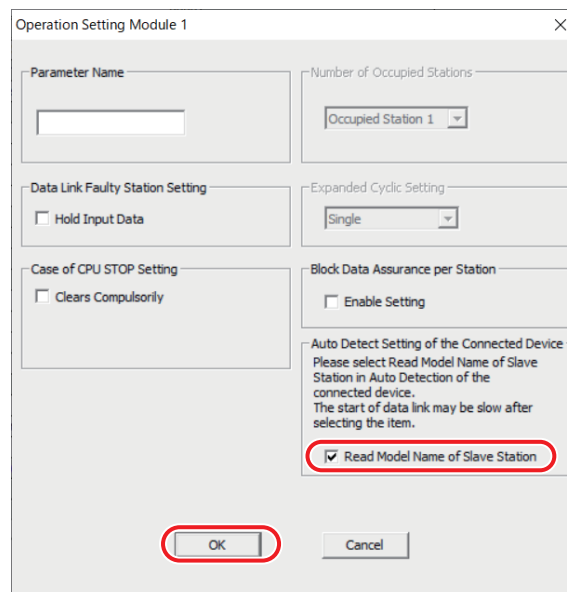 Operation Setting Module 1
Parameter Name
Number of Occupied Stations
Occupied Station 1
Data Link Faulty Station Setting
Hold Input Data
Expanded Cyclic Setting
Single
Case of CPU STOP Setting
Clears Compulsorily
Block Data Assurance per Station
Enable Setting
Auto Detect Setting of the Connected Device
Please select Read Model Name of Slave
Station in Auto Detection of the
connected device.
The start of data link may be slow after
selecting the item.
Read Model Name of Slave Station
OK
Cancel